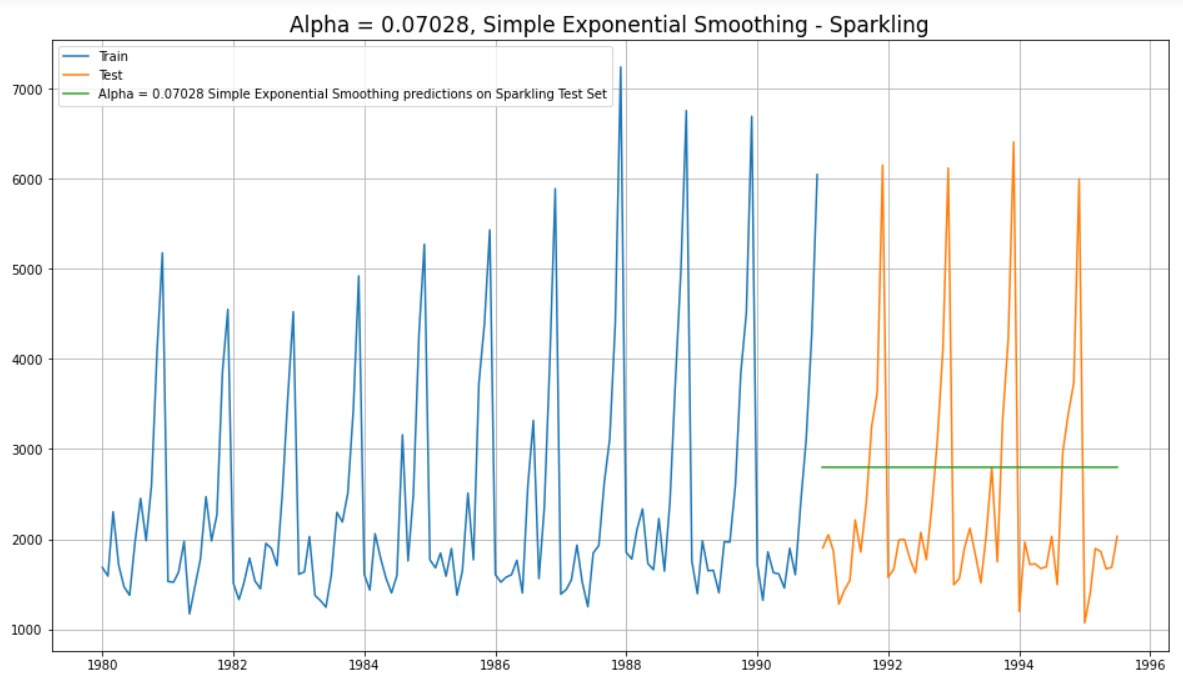 Alpha = 0.07028, Simple Exponential Smoothing - Sparkling
Train
Test
Alpha = 0.07028 Simple Exponential Smoothing predictions on Sparkling Test Set
7000
6000
5000
4000
3000
2000
1000
1980 1982 1984 1986 1988 1990 1992 1994 1996